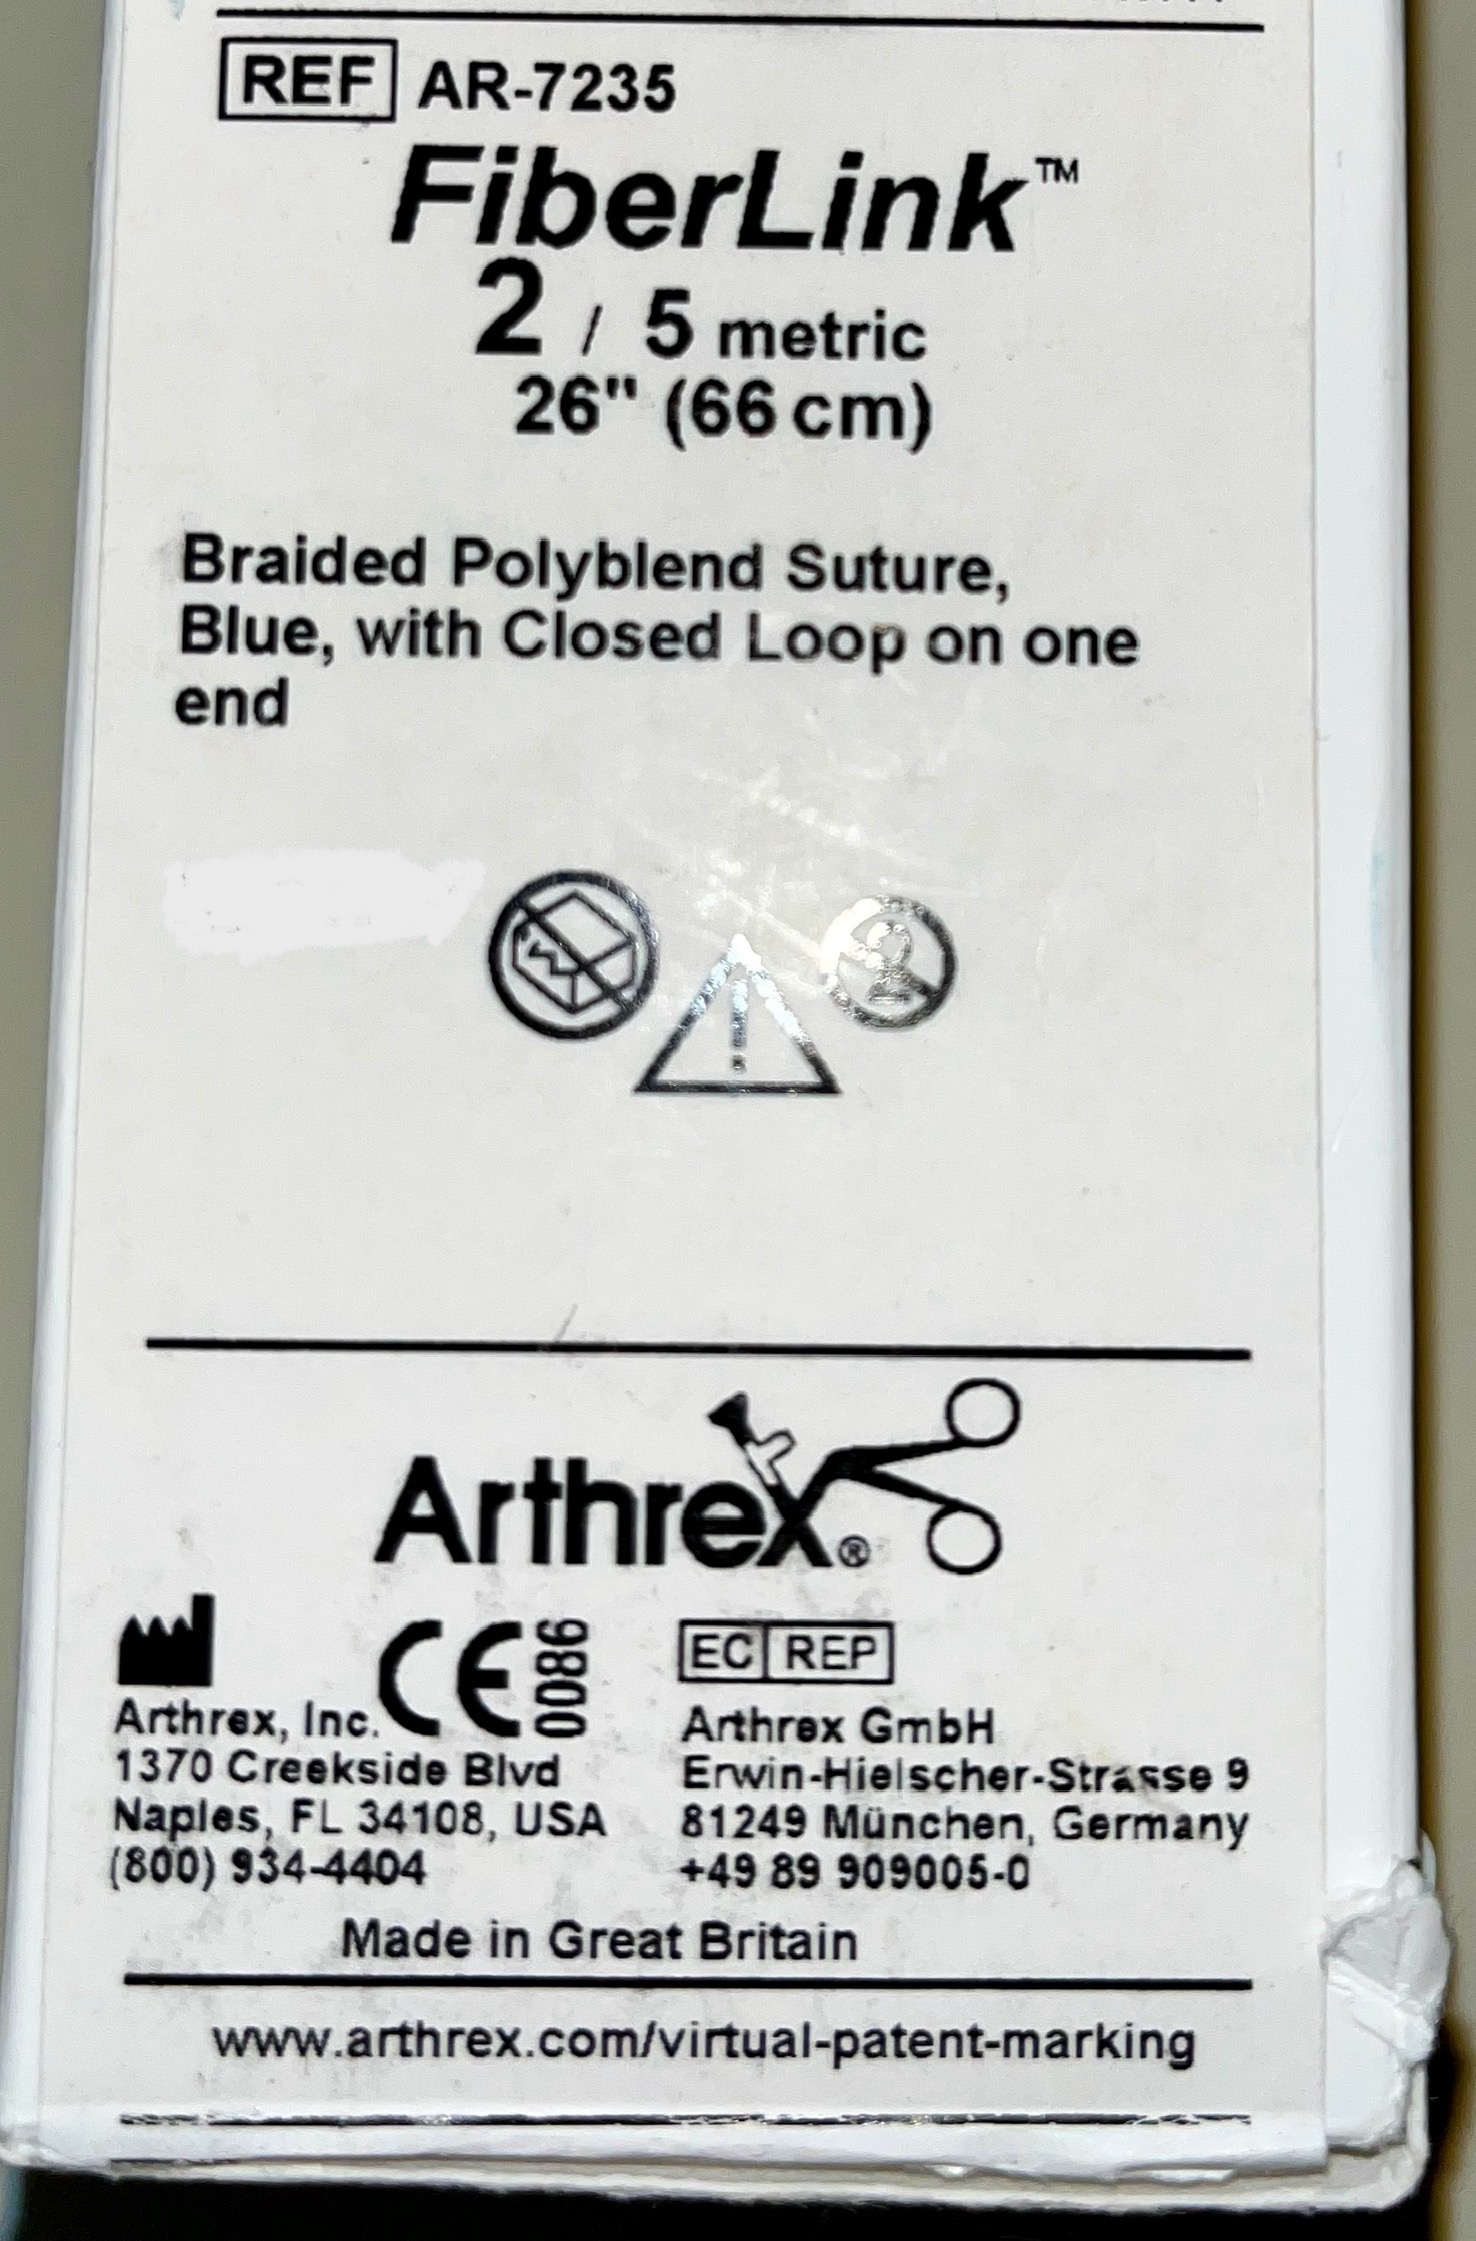 REF AR-7235
FiberLink™
2 / 5 metric
26" (66 cm)
Braided Polyblend Suture,
Blue, with Closed Loop on one
end
Arthrex®
CE 0086
EC REP
Arthrex, Inc.
1370 Creekside Blvd
Naples, FL 34108, USA
(800) 934-4404
Arthrex GmbH
Erwin-Hielscher-Strasse 9
81249 München, Germany
+49 89 909005-0
Made in Great Britain
www.arthrex.com/virtual-patent-marking